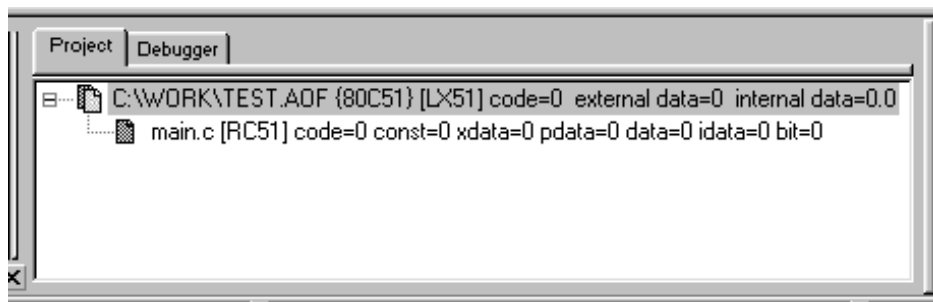 Project Debugger
C:\WORK\TEST.AOF {80C51} [LX51] code=0 external data=0 internal data=0.0
main.c [RC51] code=0 const=0 xdata=0 pdata=0 data=0 idata=0 bit=0